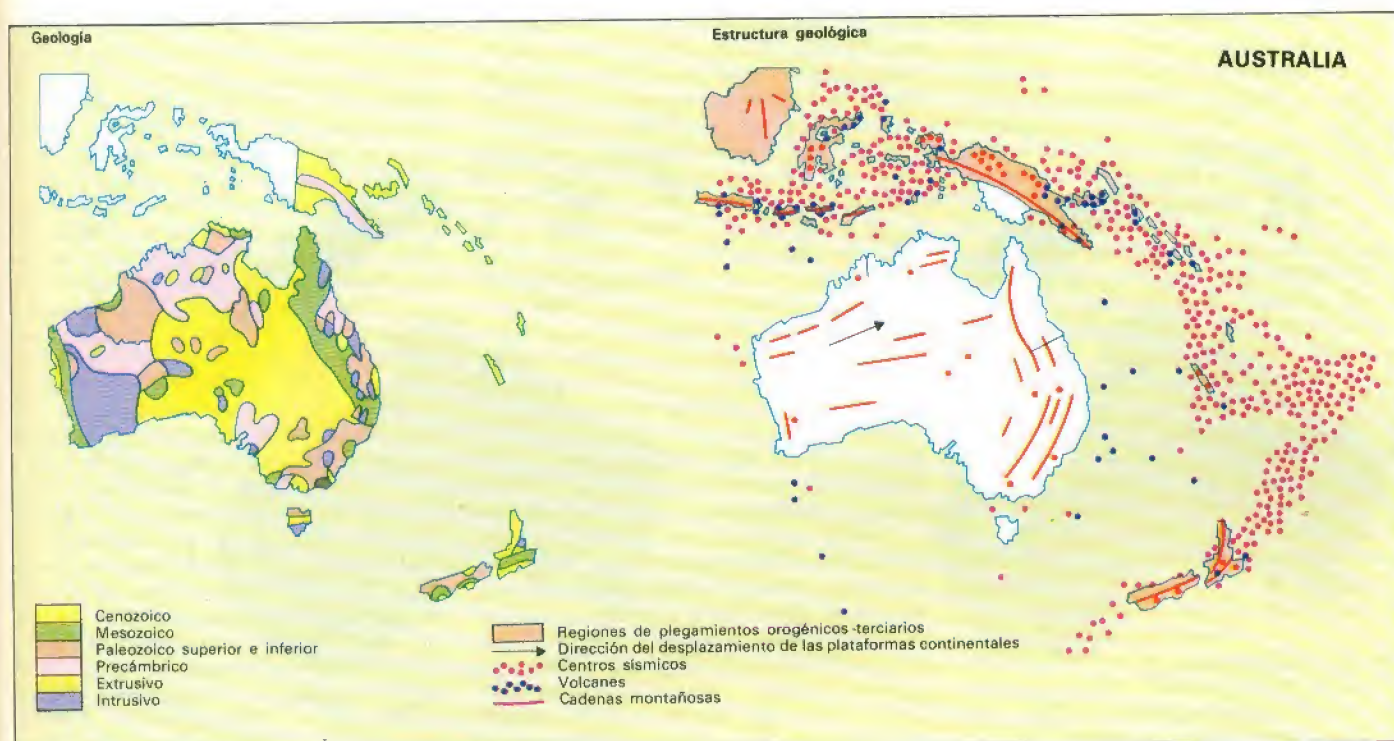 Geología
Estructura geológica
AUSTRALIA
Cenozoico
Mesozoico
Paleozoico superior e inferior
Precámbrico
Extrusivo
Intrusivo
Regiones de plegamientos orogénicos-terciarios
Dirección del desplazamiento de las plataformas continentales
Centros sísmicos
Volcanes
Cadenas montañosas